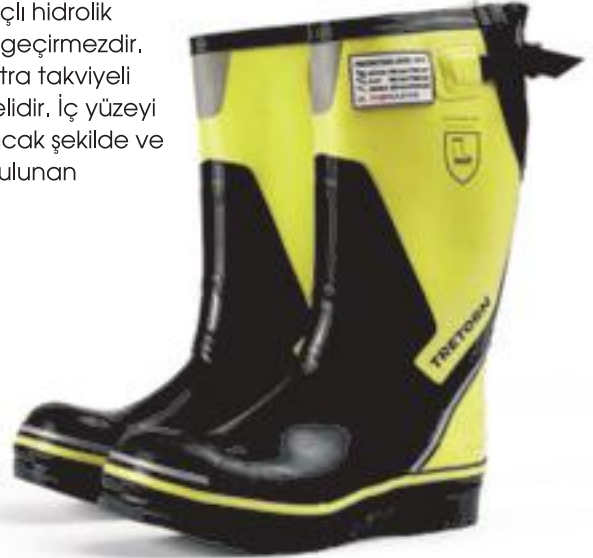 çlı hidrolik
geçirmezdir.
tra takviyeli
elidir. İç yüzeyi
cak şekilde ve
ulunan
TRETORN